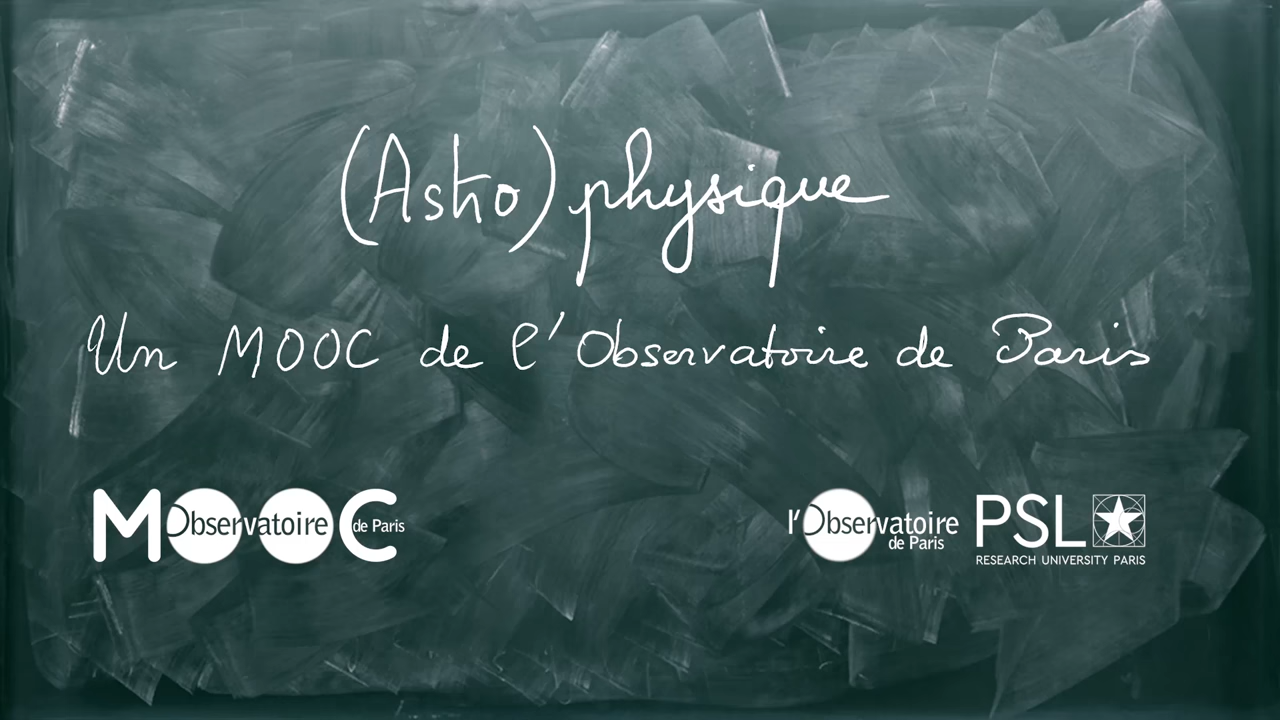 (Astro)physique
Un MOOC de l'Observatoire de Paris
MOOC Observatoire de Paris
l'Observatoire de Paris
PSL
RESEARCH UNIVERSITY PARIS